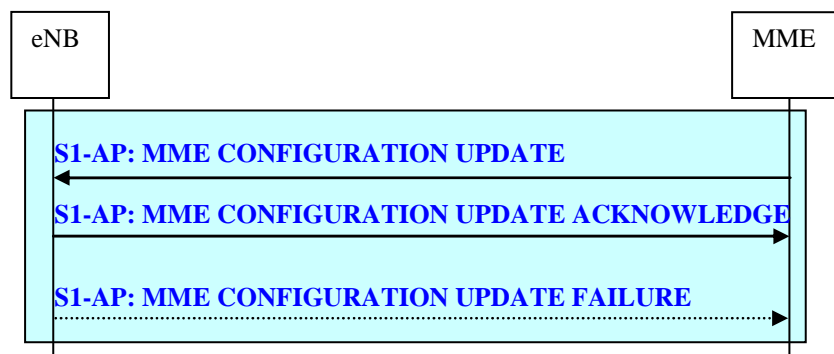 eNB
MME
S1-AP: MME CONFIGURATION UPDATE
S1-AP: MME CONFIGURATION UPDATE ACKNOWLEDGE
S1-AP: MME CONFIGURATION UPDATE FAILURE